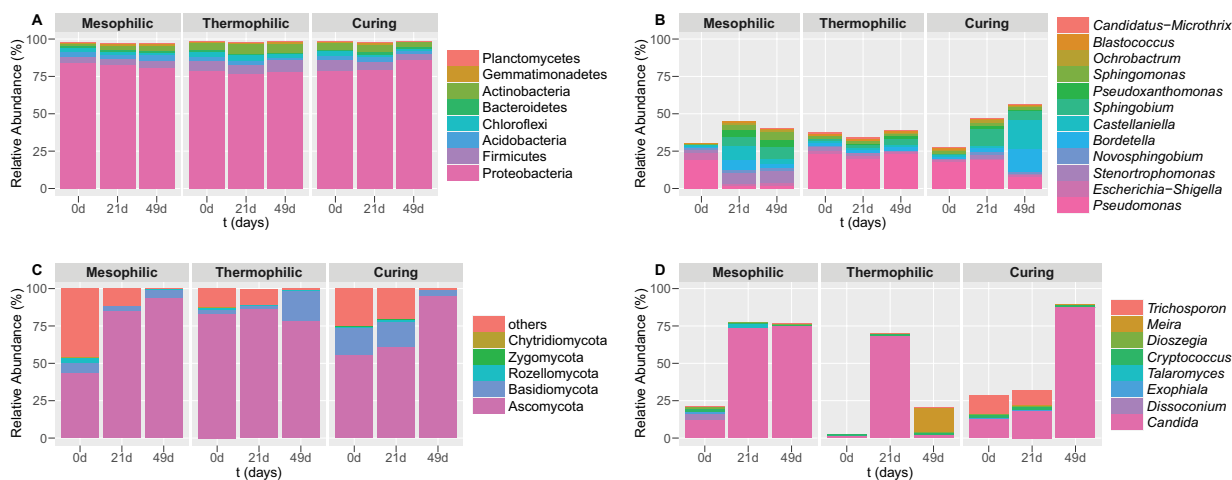 A
Mesophilic Thermophilic Curing
Relative Abundance (%)
100
75
50
25
0
0d 21d 49d 0d 21d 49d 0d 21d 49d
t (days)
Planctomycetes
Gemmatimonadetes
Actinobacteria
Bacteroidetes
Chloroflexi
Acidobacteria
Firmicutes
Proteobacteria
B
Mesophilic Thermophilic Curing
Relative Abundance (%)
100
75
50
25
0
0d 21d 49d 0d 21d 49d 0d 21d 49d
t (days)
Candidatus−Microthrix
Blastococcus
Ochrobactrum
Sphingomonas
Pseudoxanthomonas
Sphingobium
Castellaniella
Bordetella
Novosphingobium
Stenortrophomonas
Escherichia−Shigella
Pseudomonas
C
Mesophilic Thermophilic Curing
Relative Abundance (%)
100
75
50
25
0
0d 21d 49d 0d 21d 49d 0d 21d 49d
t (days)
others
Chytridiomycota
Zygomycota
Rozellomycota
Basidiomycota
Ascomycota
D
Mesophilic Thermophilic Curing
Relative Abundance (%)
100
75
50
25
0
0d 21d 49d 0d 21d 49d 0d 21d 49d
t (days)
Trichosporon
Meira
Dioszegia
Cryptococcus
Talaromyces
Exophiala
Dissoconium
Candida